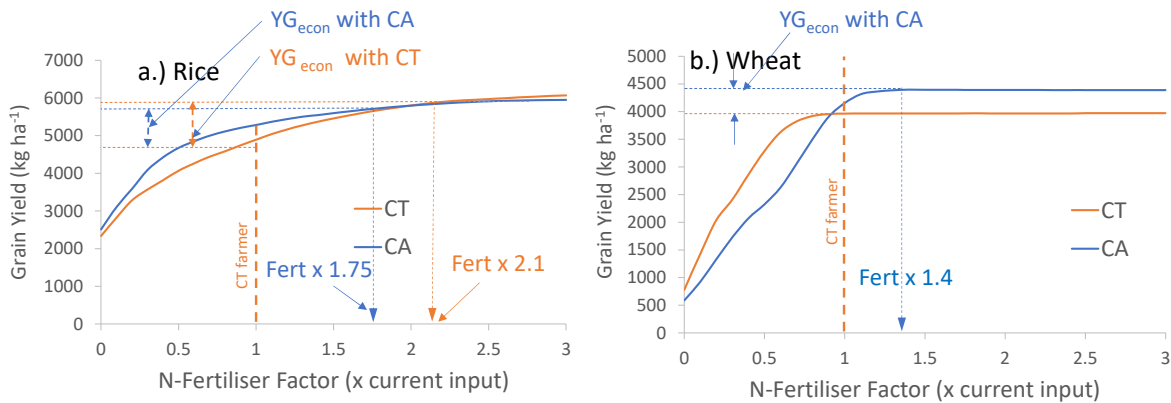 YGecon with CA
YG econ with CT
a.) Rice
7000
6000
5000
4000
3000
2000
1000
0
Grain Yield (kg ha-1)
CT farmer
CT
CA
Fert x 1.75
Fert x 2.1
0
0.5
1
1.5
2
2.5
3
N-Fertiliser Factor (x current input)
YGecon with CA
b.) Wheat
5000
4500
4000
3500
3000
2500
2000
1500
1000
500
0
Grain Yield (kg ha-1)
CT farmer
CT
CA
Fert x 1.4
0
0.5
1
1.5
2
2.5
3
N-Fertiliser Factor (x current input)